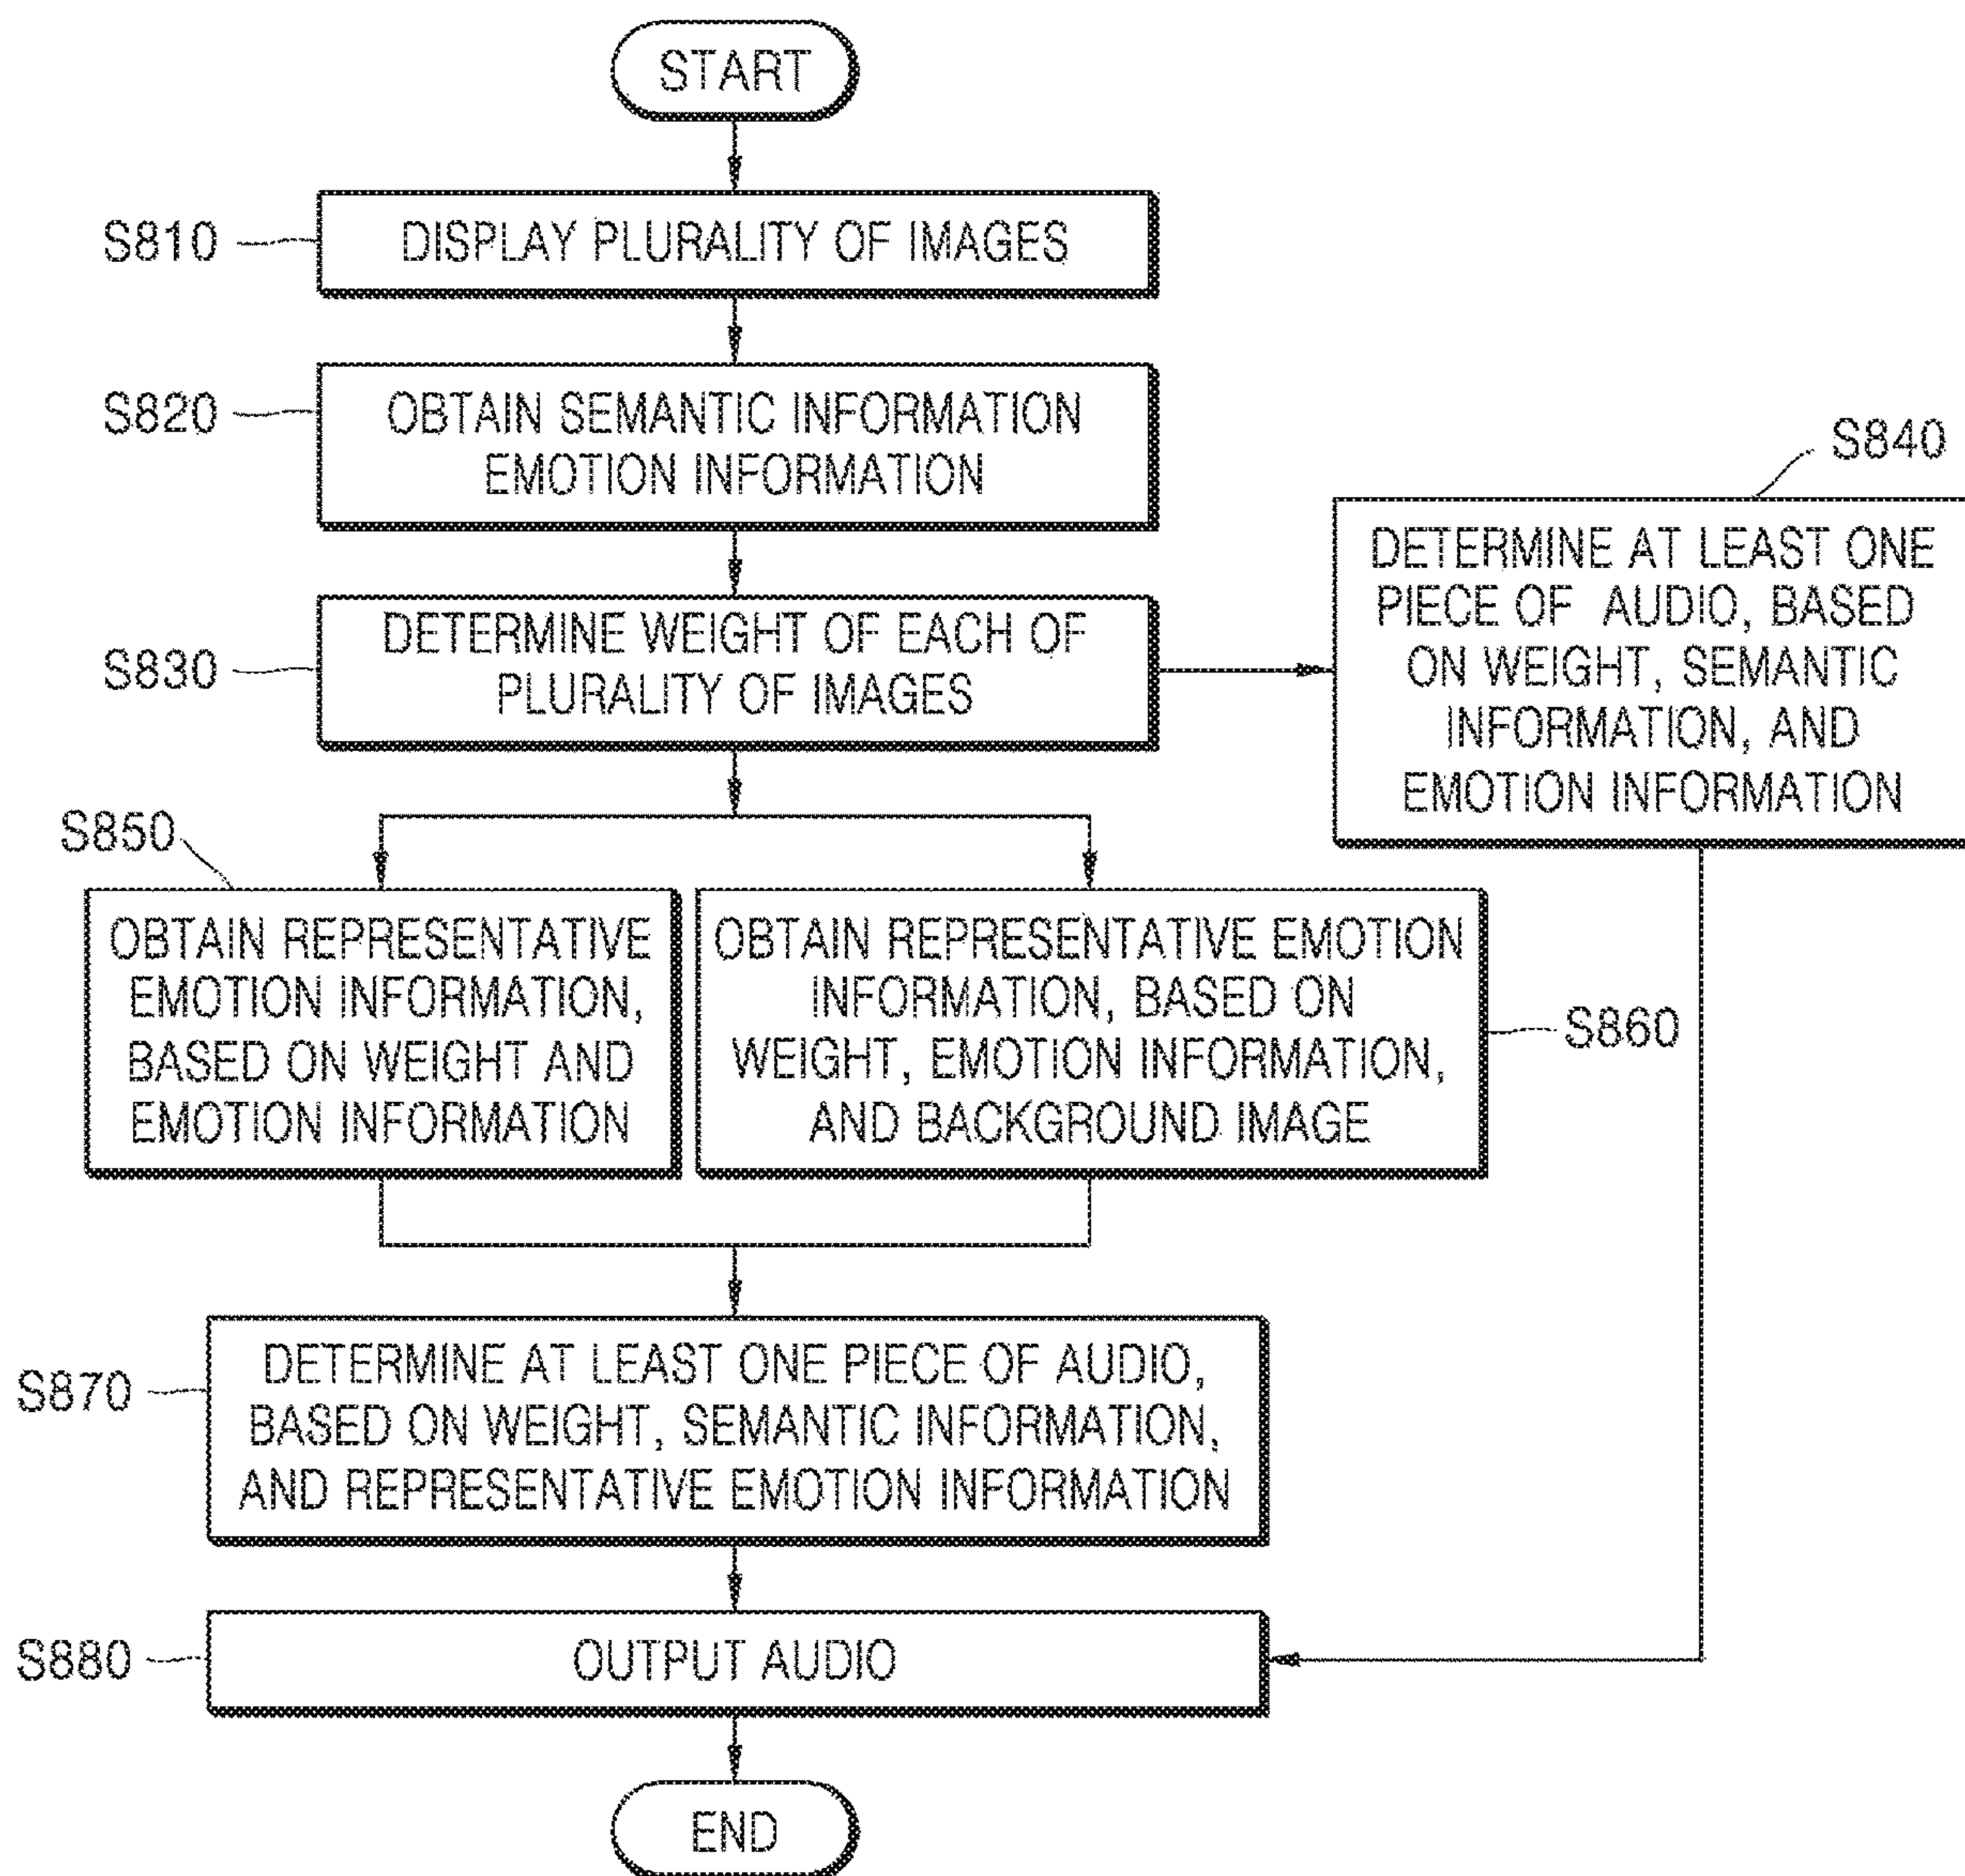 START
S810
DISPLAY PLURALITY OF IMAGES
S820
OBTAIN SEMANTIC INFORMATION
EMOTION INFORMATION
S830
DETERMINE WEIGHT OF EACH OF
PLURALITY OF IMAGES
S840
DETERMINE AT LEAST ONE
PIECE OF AUDIO, BASED
ON WEIGHT, SEMANTIC
INFORMATION, AND
EMOTION INFORMATION
S850
OBTAIN REPRESENTATIVE
EMOTION INFORMATION,
BASED ON WEIGHT AND
EMOTION INFORMATION
OBTAIN REPRESENTATIVE EMOTION
INFORMATION, BASED ON
WEIGHT, EMOTION INFORMATION,
AND BACKGROUND IMAGE
S860
S870
DETERMINE AT LEAST ONE PIECE OF AUDIO,
BASED ON WEIGHT, SEMANTIC INFORMATION,
AND REPRESENTATIVE EMOTION INFORMATION
S880
OUTPUT AUDIO
END